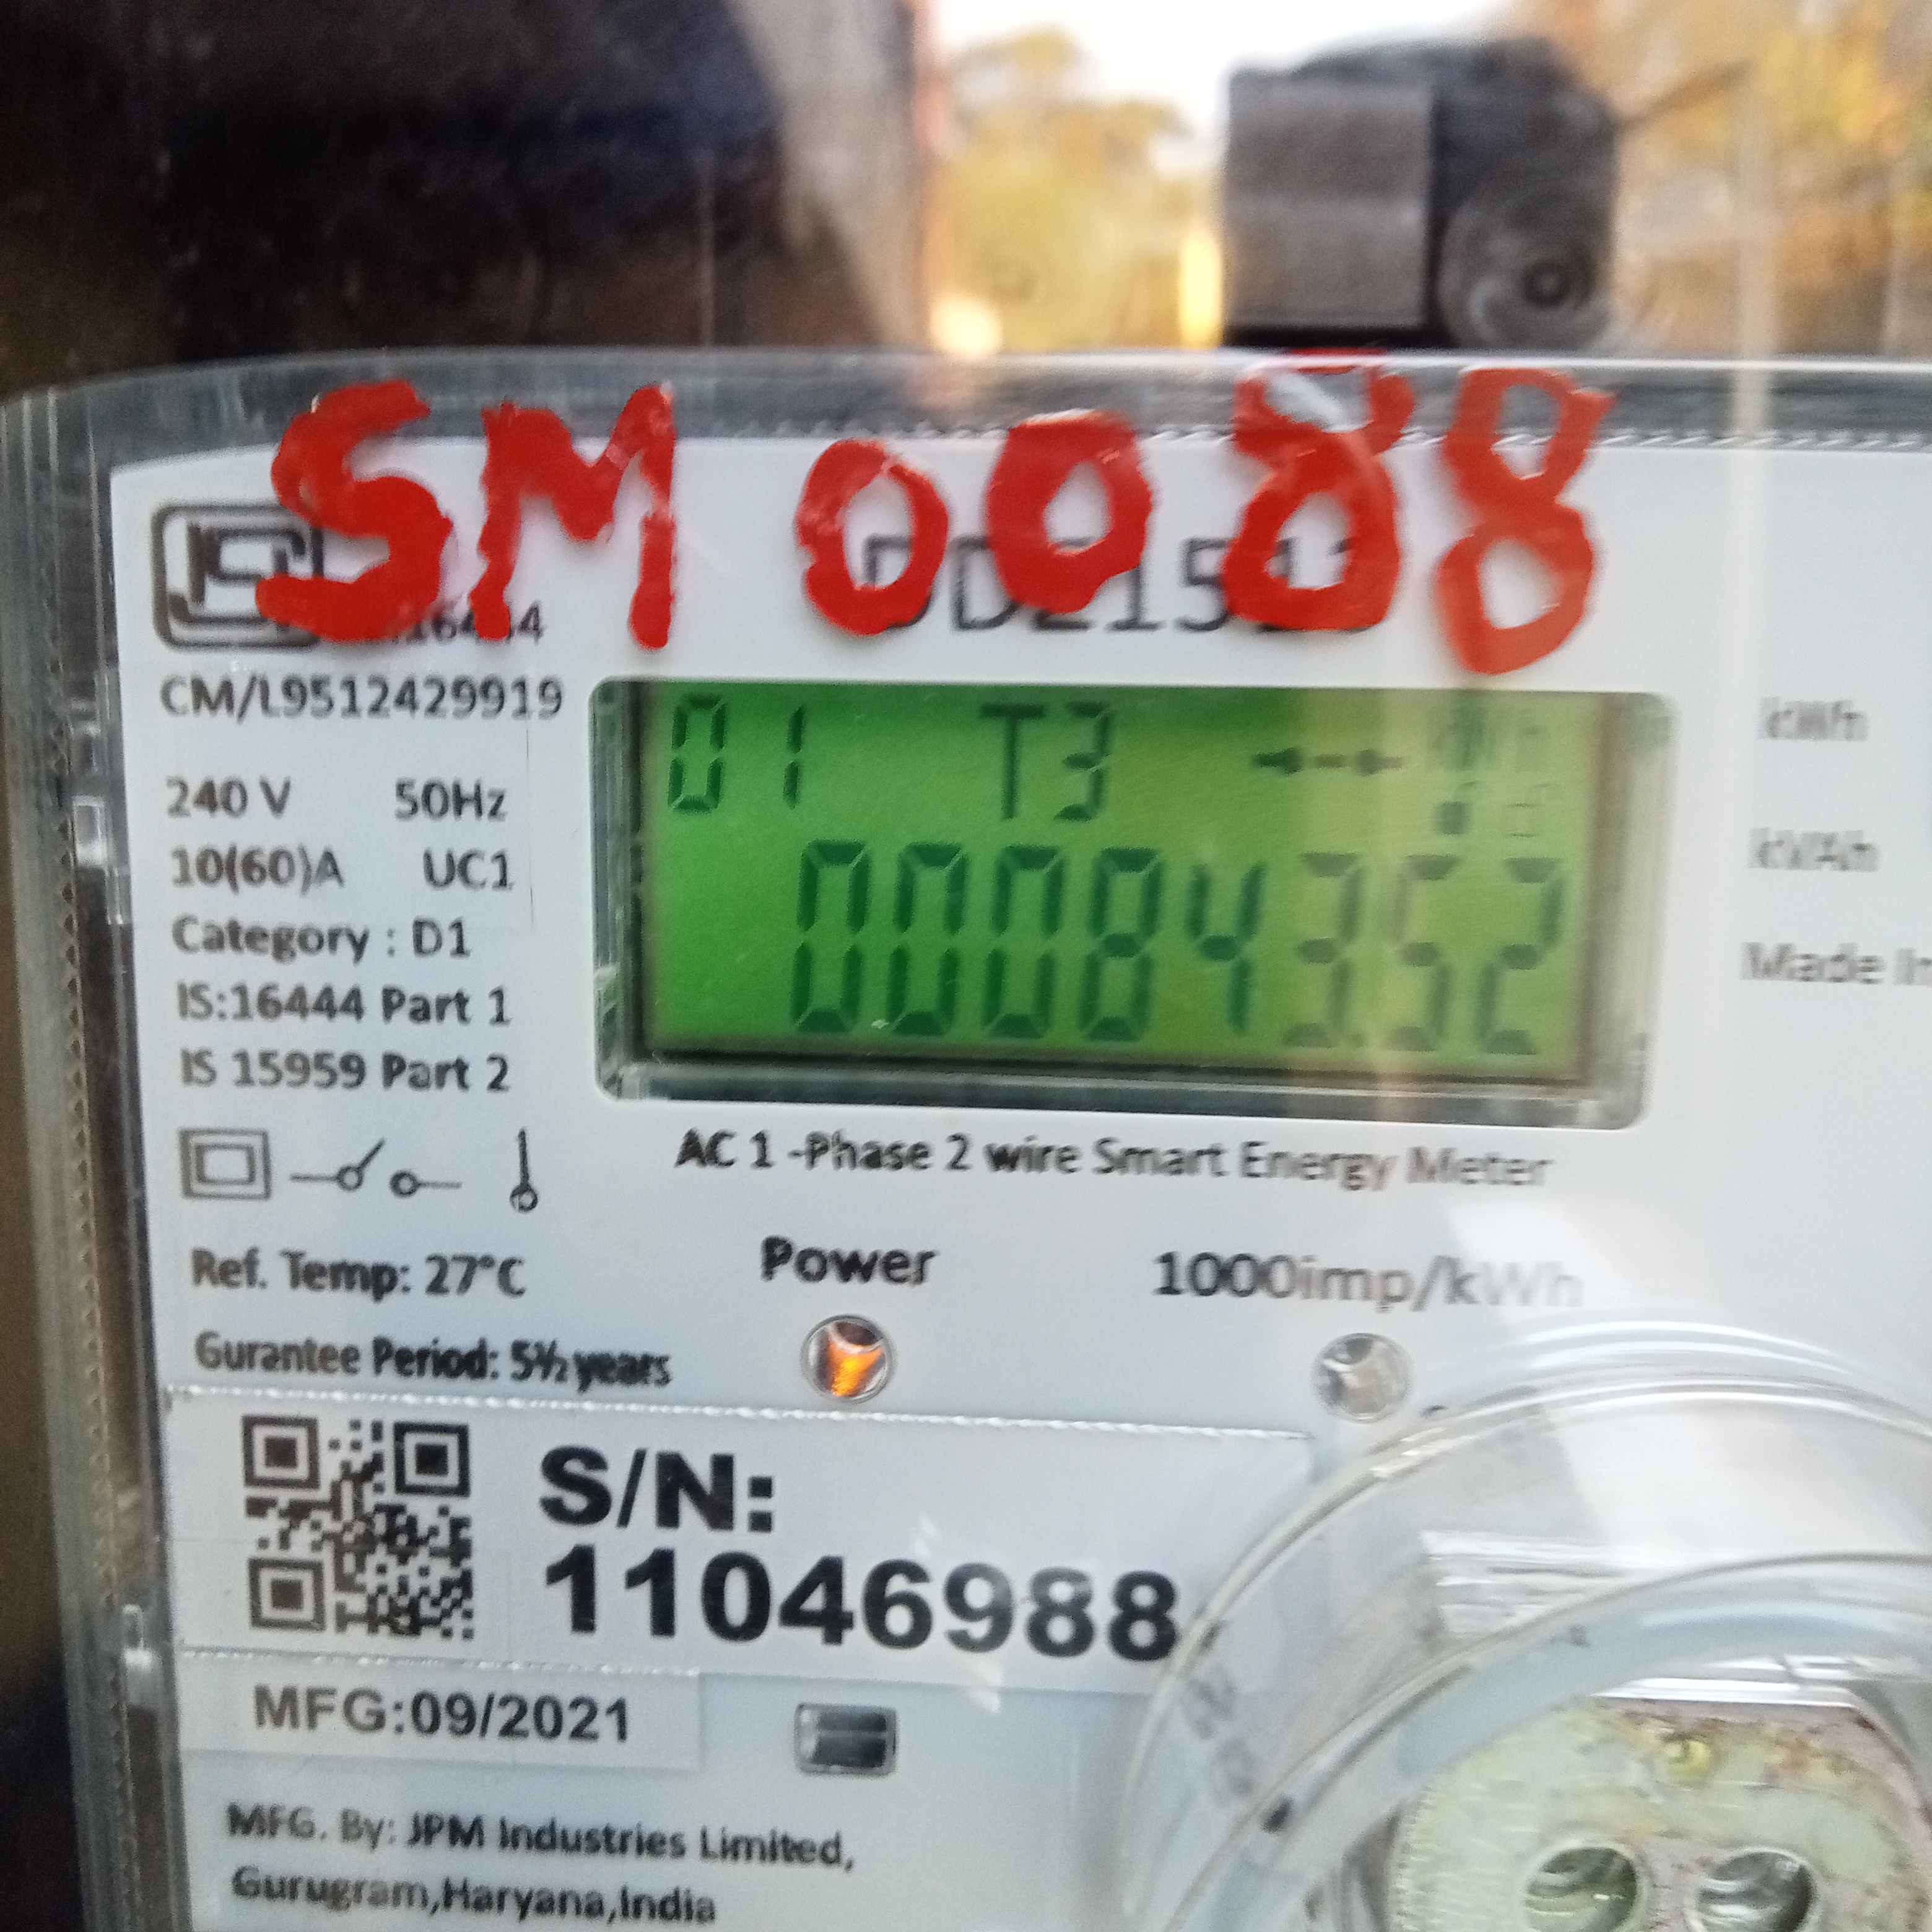 SM 0088
CM/L9512429919
240 V 50Hz
10(60)A UC1
Category : D1
IS:16444 Part 1
IS 15959 Part 2
01 T3
000843.52
kWh
kVAh
AC 1 -Phase 2 wire Smart Energy Meter
Ref. Temp: 27°C
Power
1000imp/kWh
Gurantee Period: 5½ years
S/N:
11046988
MFG:09/2021
MFG. By: JPM Industries Limited,
Gurugram,Haryana,India